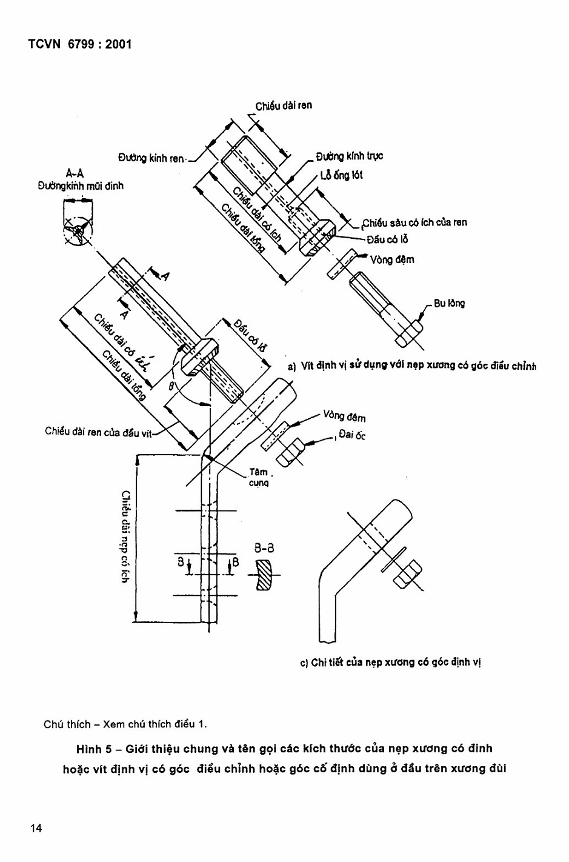 TCVN 6799 : 2001
Chiều dài ren
Đường kính ren
Đường kính trục
Lỗ ống lót
A-A
Đường kính mũi đinh
Chiều dài có ích
Chiều dài tổng
Chiều sâu có ích của ren
Đầu có lỗ
Vòng đệm
Bu lông
A
A
Đầu có lỗ
a) Vít định vị sử dụng với nẹp xương có góc điều chỉnh
Chiều dài có ích
Chiều dài tổng
θ
Chiều dài ren của đầu vít
Vòng đệm
Đai ốc
Tâm
cung
Chiều dài nẹp có ích
B-B
B
B
c) Chi tiết của nẹp xương có góc định vị
Chú thích – Xem chú thích điều 1.
Hình 5 – Giới thiệu chung và tên gọi các kích thước của nẹp xương có đinh
hoặc vít định vị có góc điều chỉnh hoặc góc cố định dùng ở đầu trên xương đùi
14